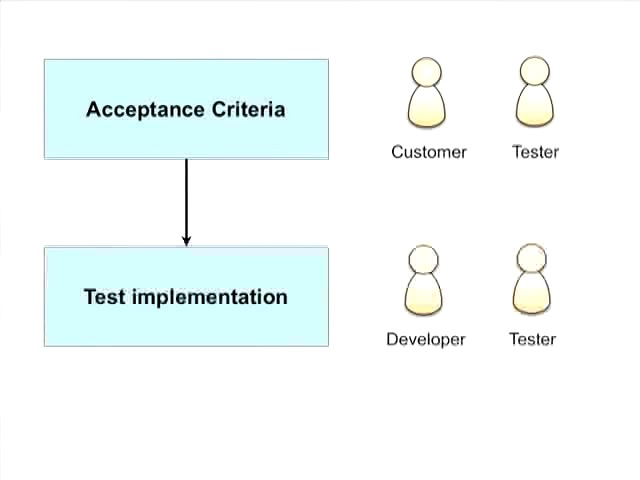 Acceptance Criteria
Customer
Tester
Test implementation
Developer
Tester